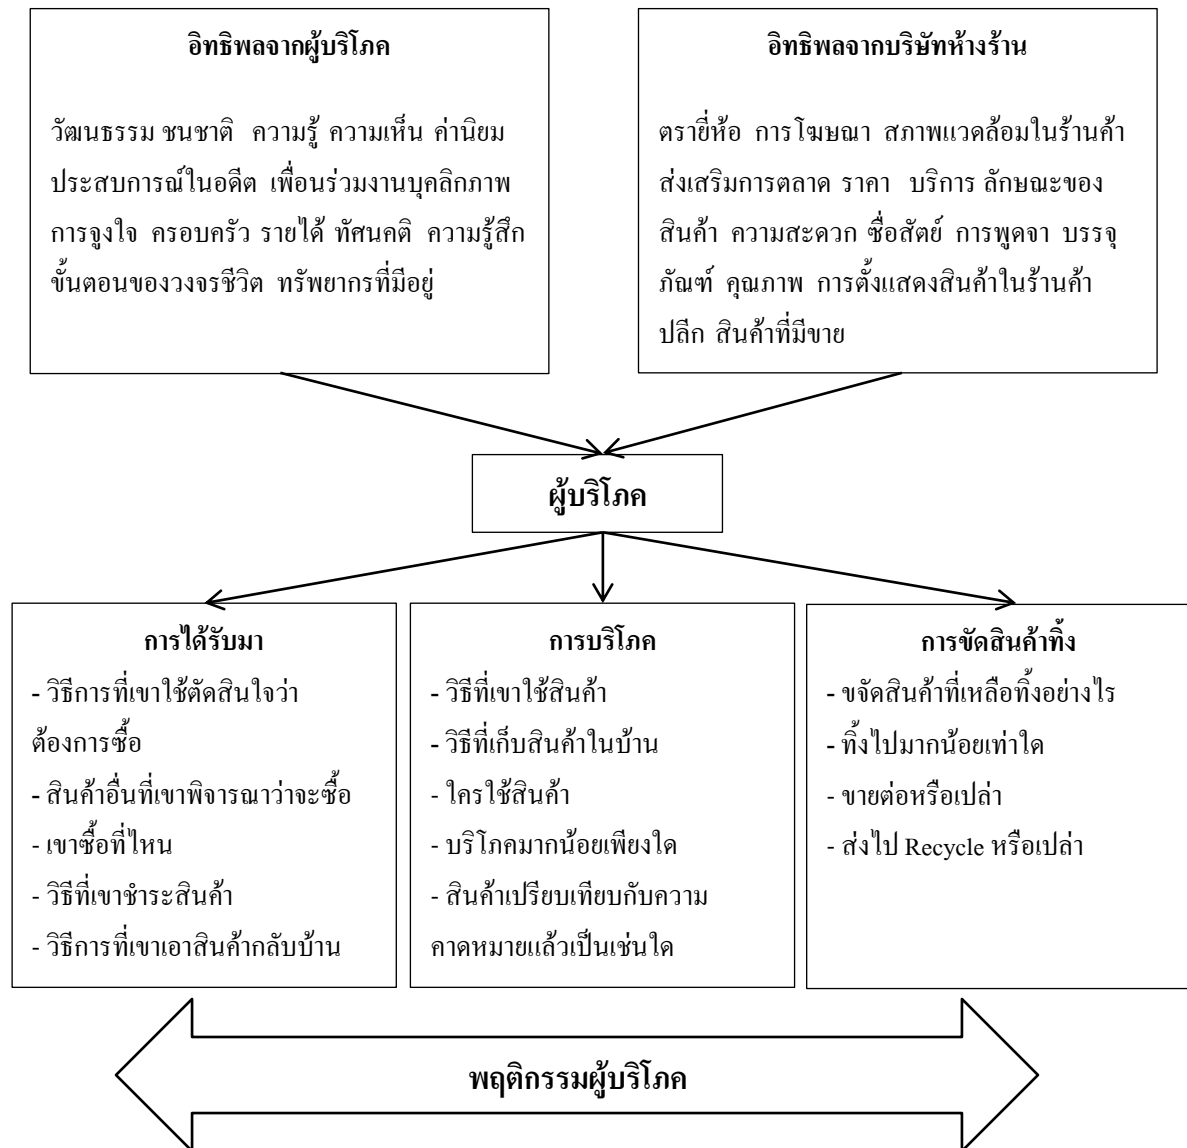 อิทธิพลจากผู้บริโภค
วัฒนธรรม ชนชาติ ความรู้ ความเห็น ค่านิยม
ประสบการณ์ในอดีต เพื่อนร่วมงานบุคลิกภาพ
การจูงใจ ครอบครัว รายได้ ทัศนคติ ความรู้สึก
ขั้นตอนของวงจรชีวิต ทรัพยากรที่มีอยู่
อิทธิพลจากบริษัทห้างร้าน
ตรายี่ห้อ การโฆษณา สภาพแวดล้อมในร้านค้า
ส่งเสริมการตลาด ราคา บริการ ลักษณะของ
สินค้า ความสะดวก ซื่อสัตย์ การพูดจา บรรจุ
ภัณฑ์ คุณภาพ การตั้งแสดงสินค้าในร้านค้า
ปลีก สินค้าที่มีขาย
ผู้บริโภค
การได้รับมา
- วิธีการที่เขาใช้ตัดสินใจว่า
ต้องการซื้อ
- สินค้าอื่นที่เขาพิจารณาว่าจะซื้อ
- เขาซื้อที่ไหน
- วิธีที่เขาชำระสินค้า
- วิธีการที่เขาเอาสินค้ากลับบ้าน
การบริโภค
- วิธีที่เขาใช้สินค้า
- วิธีที่เก็บสินค้าในบ้าน
- ใครใช้สินค้า
- บริโภคมากน้อยเพียงใด
- สินค้าเปรียบเทียบกับความ
คาดหมายแล้วเป็นเช่นใด
การขัดสินค้าทิ้ง
- ขจัดสินค้าที่เหลือทิ้งอย่างไร
- ทิ้งไปมากน้อยเท่าใด
- ขายต่อหรือเปล่า
- ส่งไป Recycle หรือเปล่า
พฤติกรรมผู้บริโภค